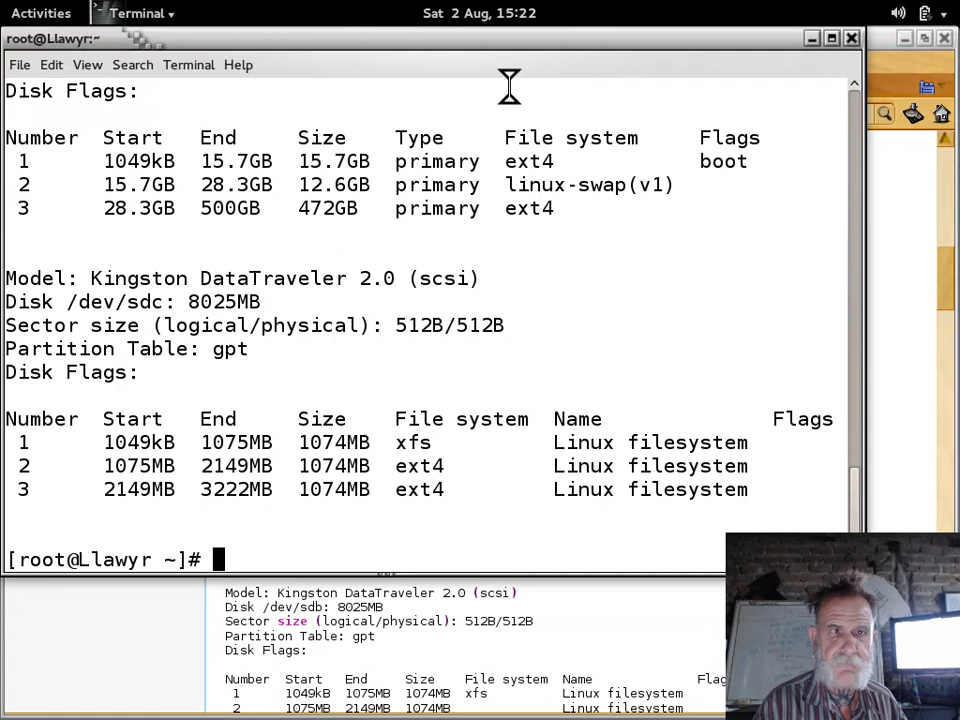 Activities Terminal Sat 2 Aug, 15:22
root@Llawyr:~
File Edit View Search Terminal Help
Disk Flags:
Number Start End Size Type File system Flags
1 1049kB 15.7GB 15.7GB primary ext4 boot
2 15.7GB 28.3GB 12.6GB primary linux-swap(v1)
3 28.3GB 500GB 472GB primary ext4
Model: Kingston DataTraveler 2.0 (scsi)
Disk /dev/sdc: 8025MB
Sector size (logical/physical): 512B/512B
Partition Table: gpt
Disk Flags:
Number Start End Size File system Name Flags
1 1049kB 1075MB 1074MB xfs Linux filesystem
2 1075MB 2149MB 1074MB ext4 Linux filesystem
3 2149MB 3222MB 1074MB ext4 Linux filesystem
[root@Llawyr ~]#
Model: Kingston DataTraveler 2.0 (scsi)
Disk /dev/sdb: 8025MB
Sector size (logical/physical): 512B/512B
Partition Table: gpt
Disk Flags:
Number Start End Size File system Name Flag
1 1049kB 1075MB 1074MB xfs Linux filesystem
2 1075MB 2149MB 1074MB Linux filesystem